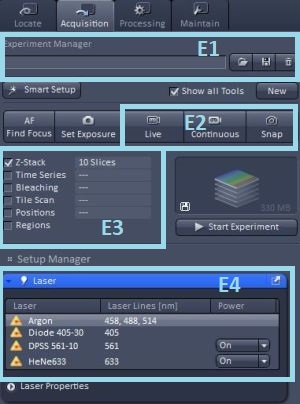 Locate Acquisition Processing Maintain
Experiment Manager E1
Smart Setup Show all Tools New
AF
Find Focus Set Exposure Live E2 Continuous Snap
Z-Stack 10 Slices
Time Series ---
Bleaching ---
Tile Scan ---
Positions ---
Regions E3
330 MB
Start Experiment
Setup Manager
Laser E4
Laser Laser Lines [nm] Power
Argon 458, 488, 514
Diode 405-30 405
DPSS 561-10 561 On
HeNe633 633 On
Laser Properties